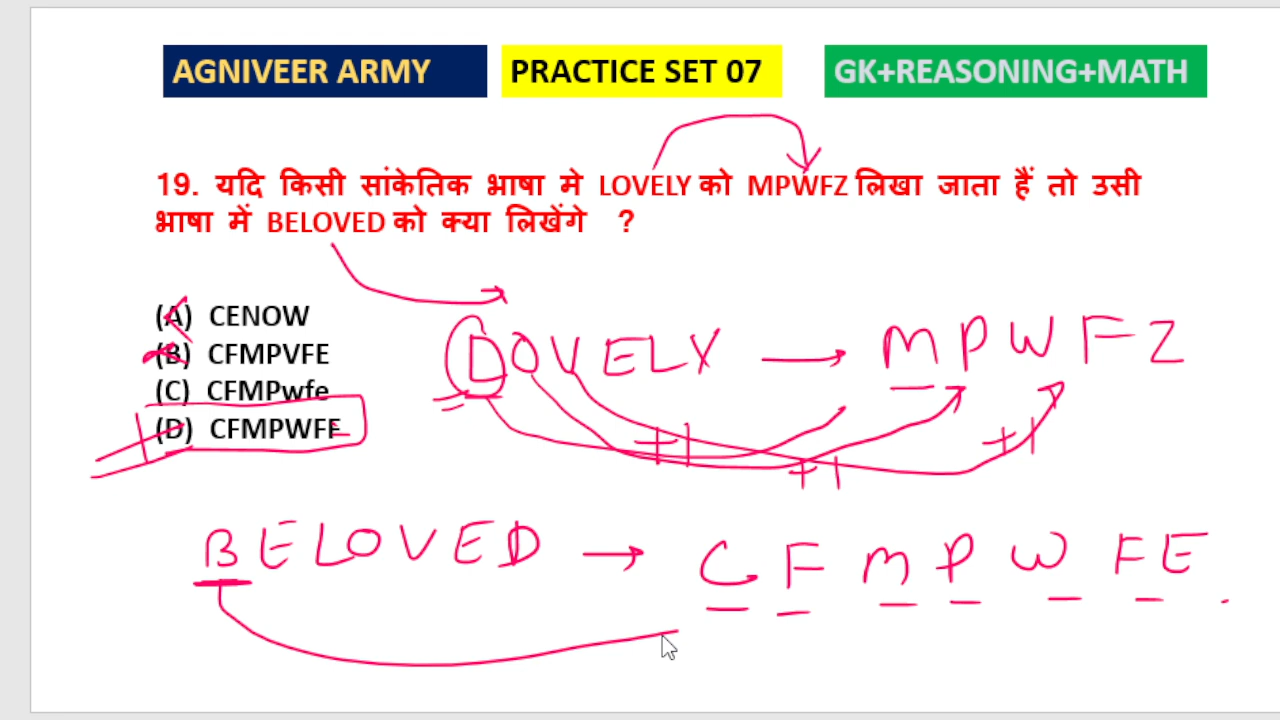 AGNIVEER ARMY PRACTICE SET 07 GK+REASONING+MATH
19. यदि किसी सांकेतिक भाषा मे LOVELY को MPWFZ लिखा जाता हैं तो उसी
भाषा में BELOVED को क्या लिखेंगे ?
(A) CENOW
(B) CFMPVFE
(C) CFMPwfe
(D) CFMPWFE
LOVELY → MPWFZ
+1 +1 +1
BELOVED → CFMPWFE